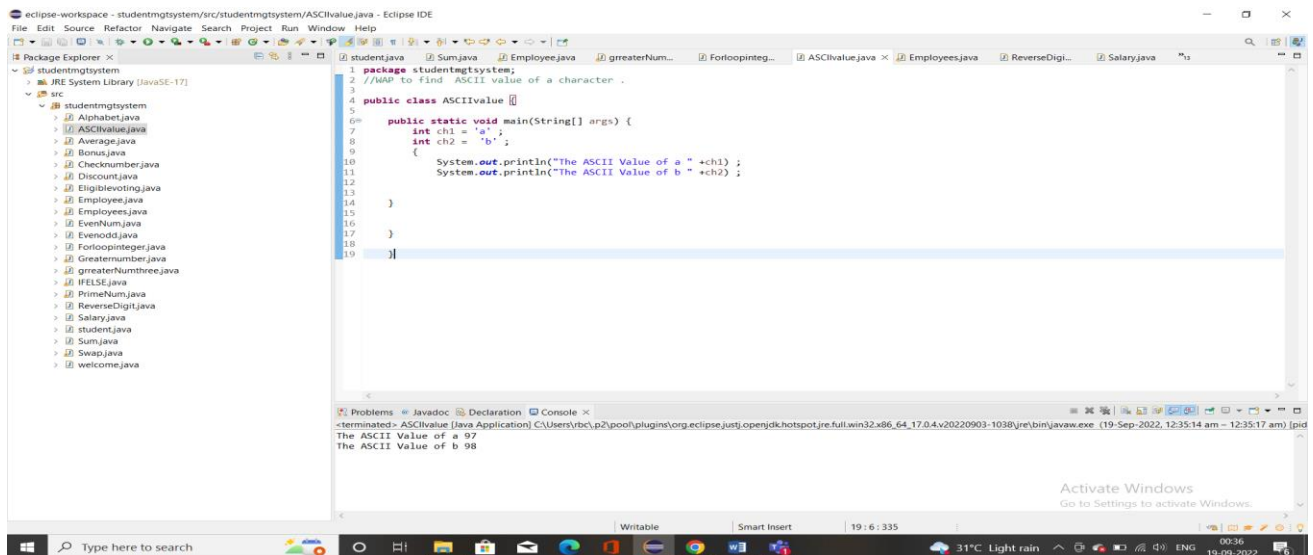 eclipse-workspace - studentmgtsystem/src/studentmgtsystem/ASCIIvalue.java - Eclipse IDE
File Edit Source Refactor Navigate Search Project Run Window Help
Package Explorer
student.java Sum.java Employee.java grreaterNum... Forloopinteg... ASCIIvalue.java Employees.java ReverseDigi... Salary.java »13
studentmgtsystem
JRE System Library [JavaSE-17]
src
studentmgtsystem
Alphabet.java
ASCIIvalue.java
Average.java
Bonus.java
Checknumber.java
Discount.java
Eligiblevoting.java
Employee.java
Employees.java
EvenNum.java
Evenodd.java
Forloopinteger.java
Greaternumber.java
grreaterNumthree.java
IFELSE.java
PrimeNum.java
ReverseDigit.java
Salary.java
student.java
Sum.java
Swap.java
welcome.java
1 package studentmgtsystem;
2 //WAP to find  ASCII value of a character .
3
4 public class ASCIIvalue {
5
6     public static void main(String[] args) {
7         int ch1 = 'a' ;
8         int ch2 =  'b' ;
9         {
10             System.out.println("The ASCII Value of a " +ch1) ;
11             System.out.println("The ASCII Value of b " +ch2) ;
12
13
14     }
15
16
17     }
18
19     }
Problems Javadoc Declaration Console
<terminated> ASCIIvalue [Java Application] C:\Users\rbc\.p2\pool\plugins\org.eclipse.justj.openjdk.hotspot.jre.full.win32.x86_64_17.0.4.v20220903-1038\jre\bin\javaw.exe (19-Sep-2022, 12:35:14 am – 12:35:17 am) [pid
The ASCII Value of a 97
The ASCII Value of b 98
Activate Windows
Go to Settings to activate Windows.
Writable Smart Insert 19 : 6 : 335
Type here to search
31°C Light rain ENG 00:36
19-09-2022